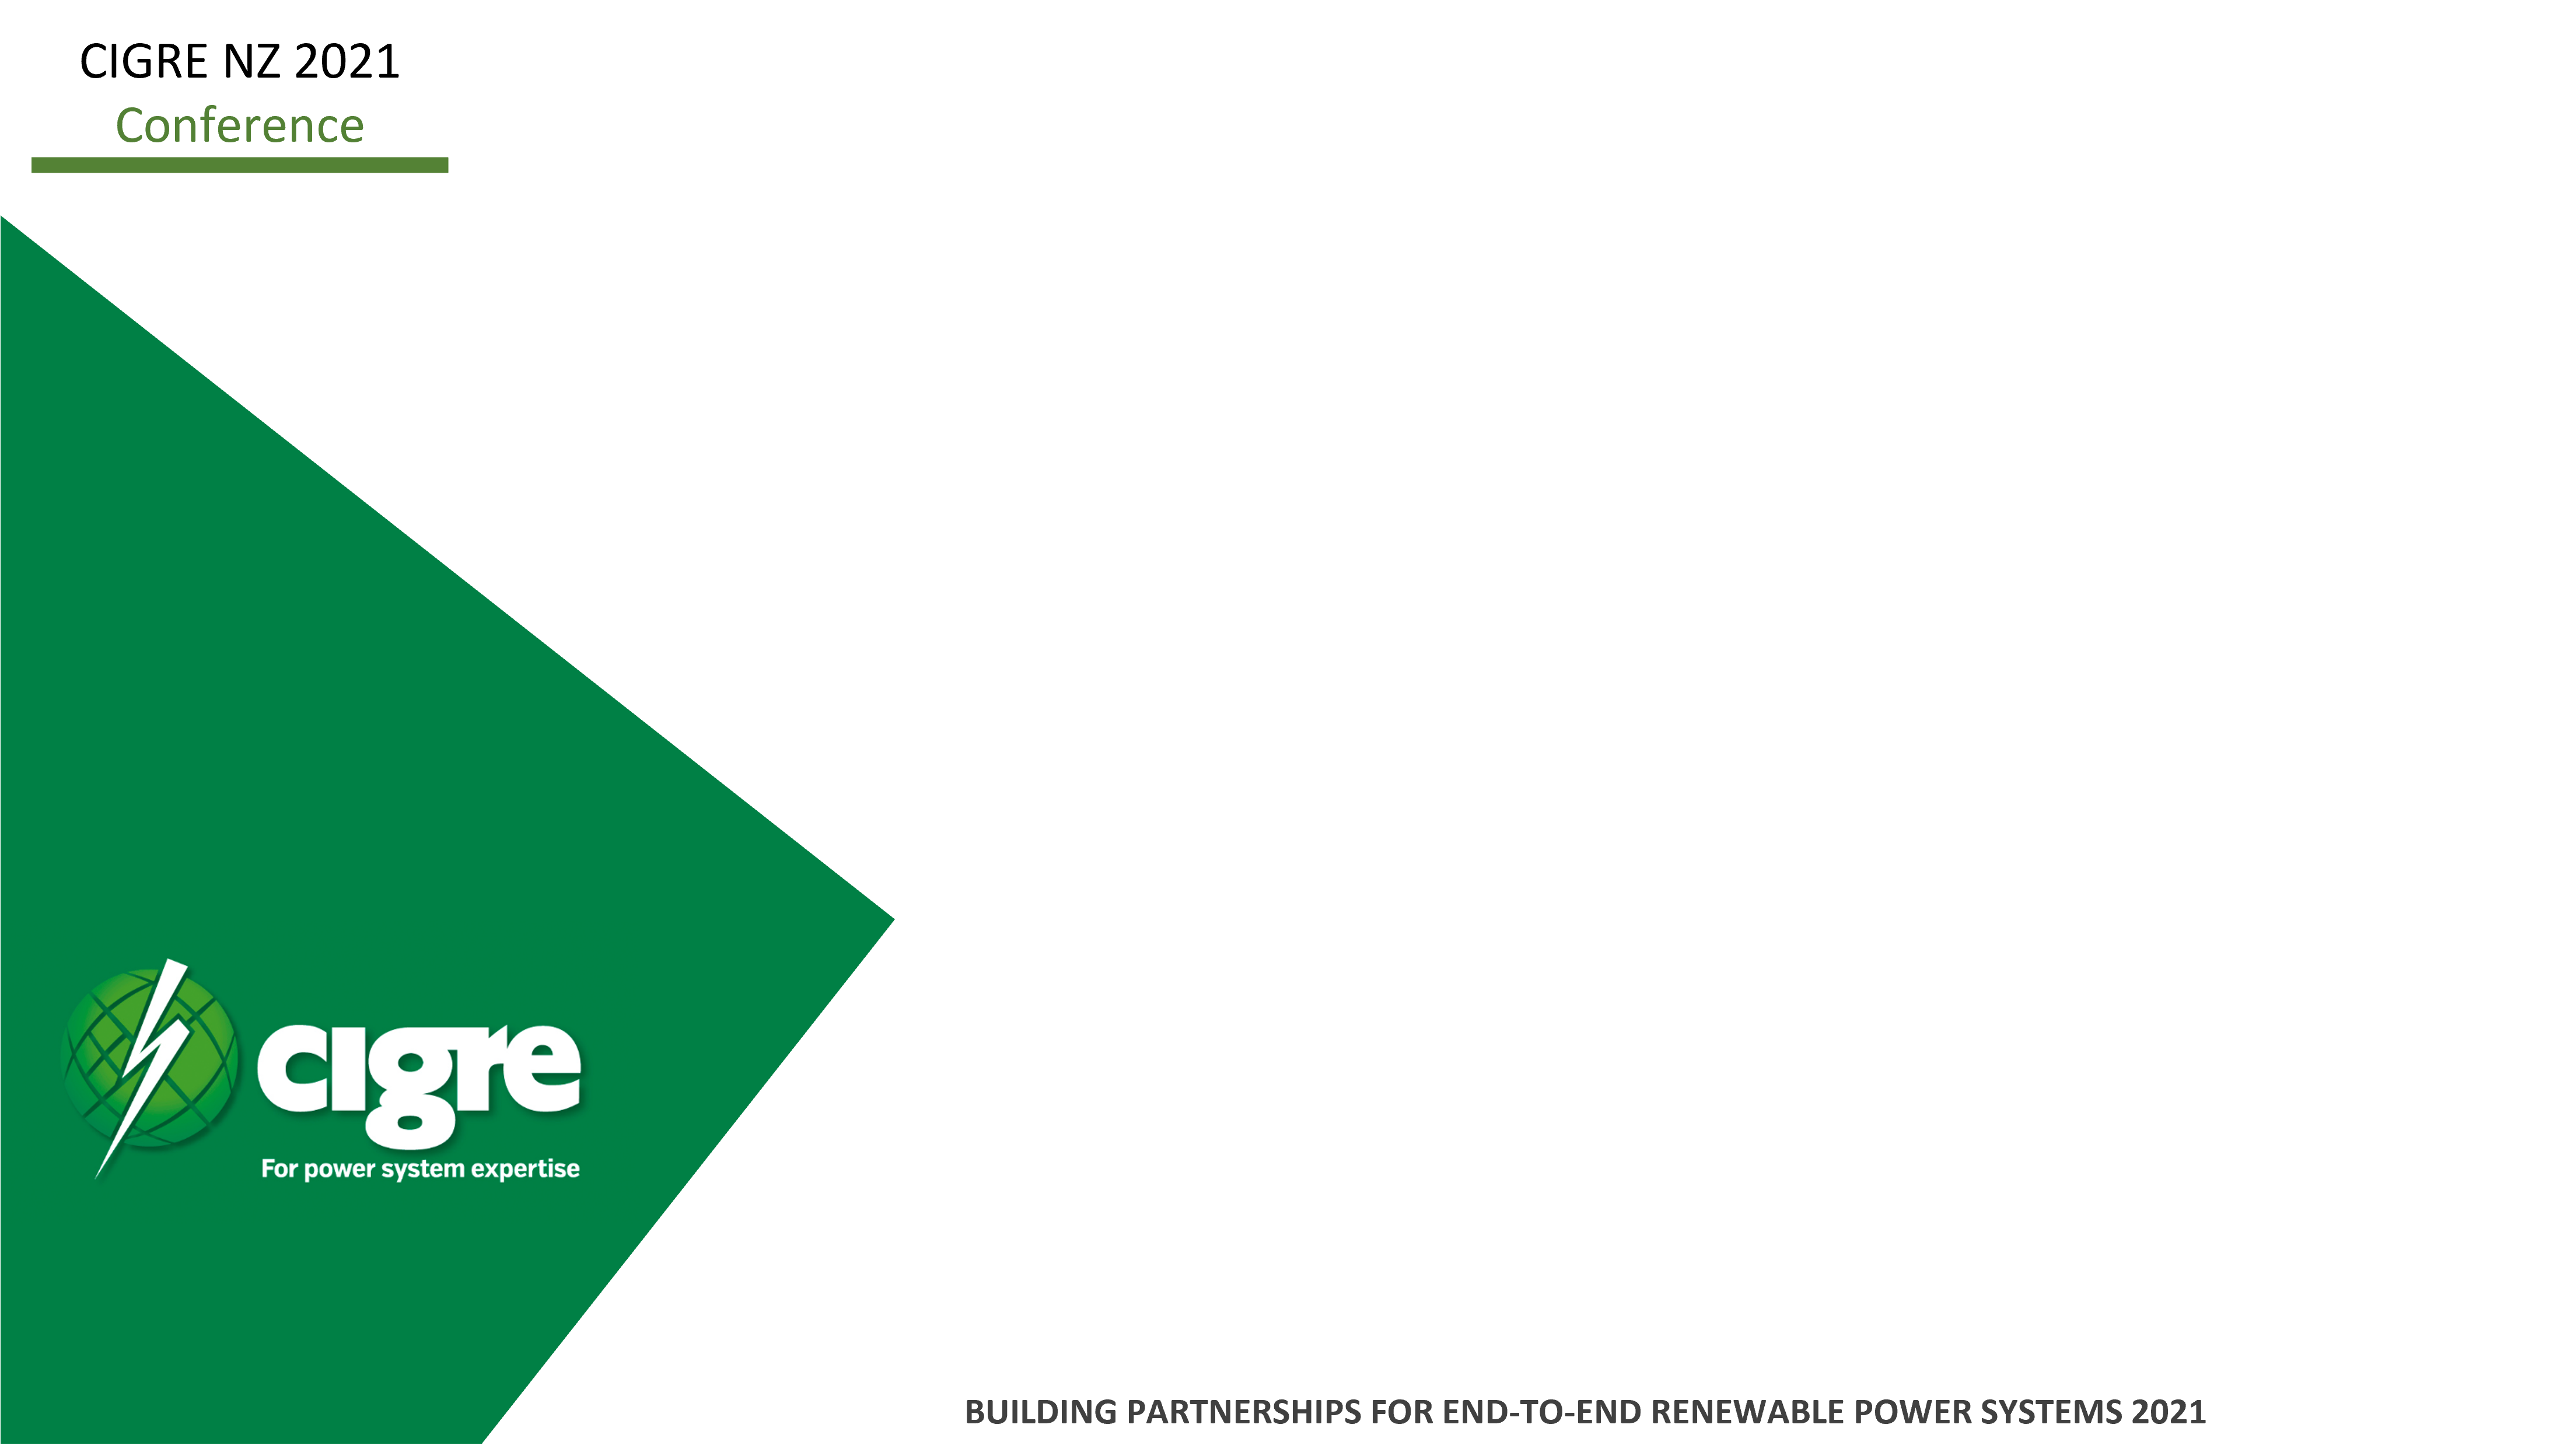 CIGRE NZ 2021
Conference
cigre
For power system expertise
BUILDING PARTNERSHIPS FOR END-TO-END RENEWABLE POWER SYSTEMS 2021